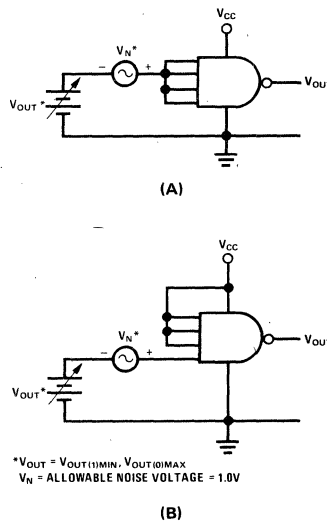 VCC
VN*
− +
VOUT*
VOU
(A)
VCC
VN*
− +
VOUT*
VOUT
*VOUT = VOUT(1)MIN, VOUT(0)MAX
VN = ALLOWABLE NOISE VOLTAGE = 1.0V
(B)